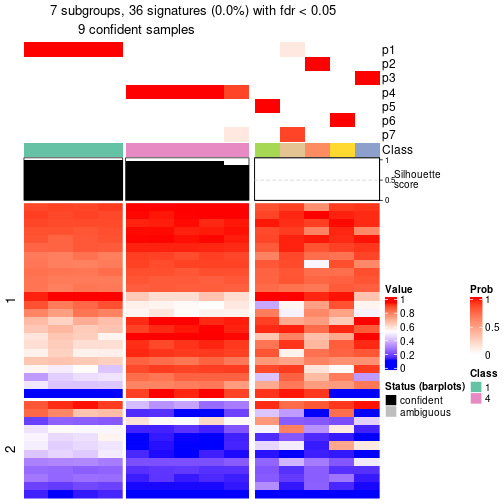 7 subgroups, 36 signatures (0.0%) with fdr < 0.05
9 confident samples
p1
p2
p3
p4
p5
p6
p7
Class
1
0.5
0
Silhouette
score
1
2
Value
1
0.8
0.6
0.4
0.2
0
Prob
1
0.5
0
Status (barplots)
confident
ambiguous
Class
1
4